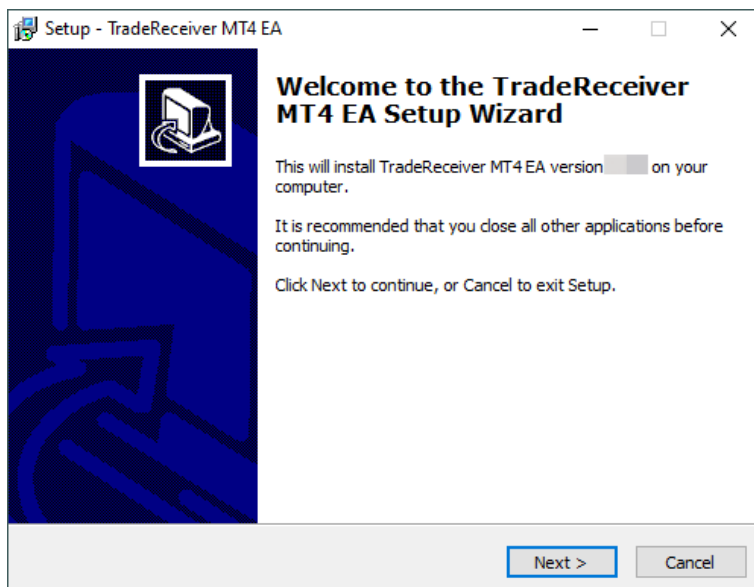 Setup - TradeReceiver MT4 EA
Welcome to the TradeReceiver
MT4 EA Setup Wizard
This will install TradeReceiver MT4 EA version on your
computer.
It is recommended that you close all other applications before
continuing.
Click Next to continue, or Cancel to exit Setup.
Next >
Cancel